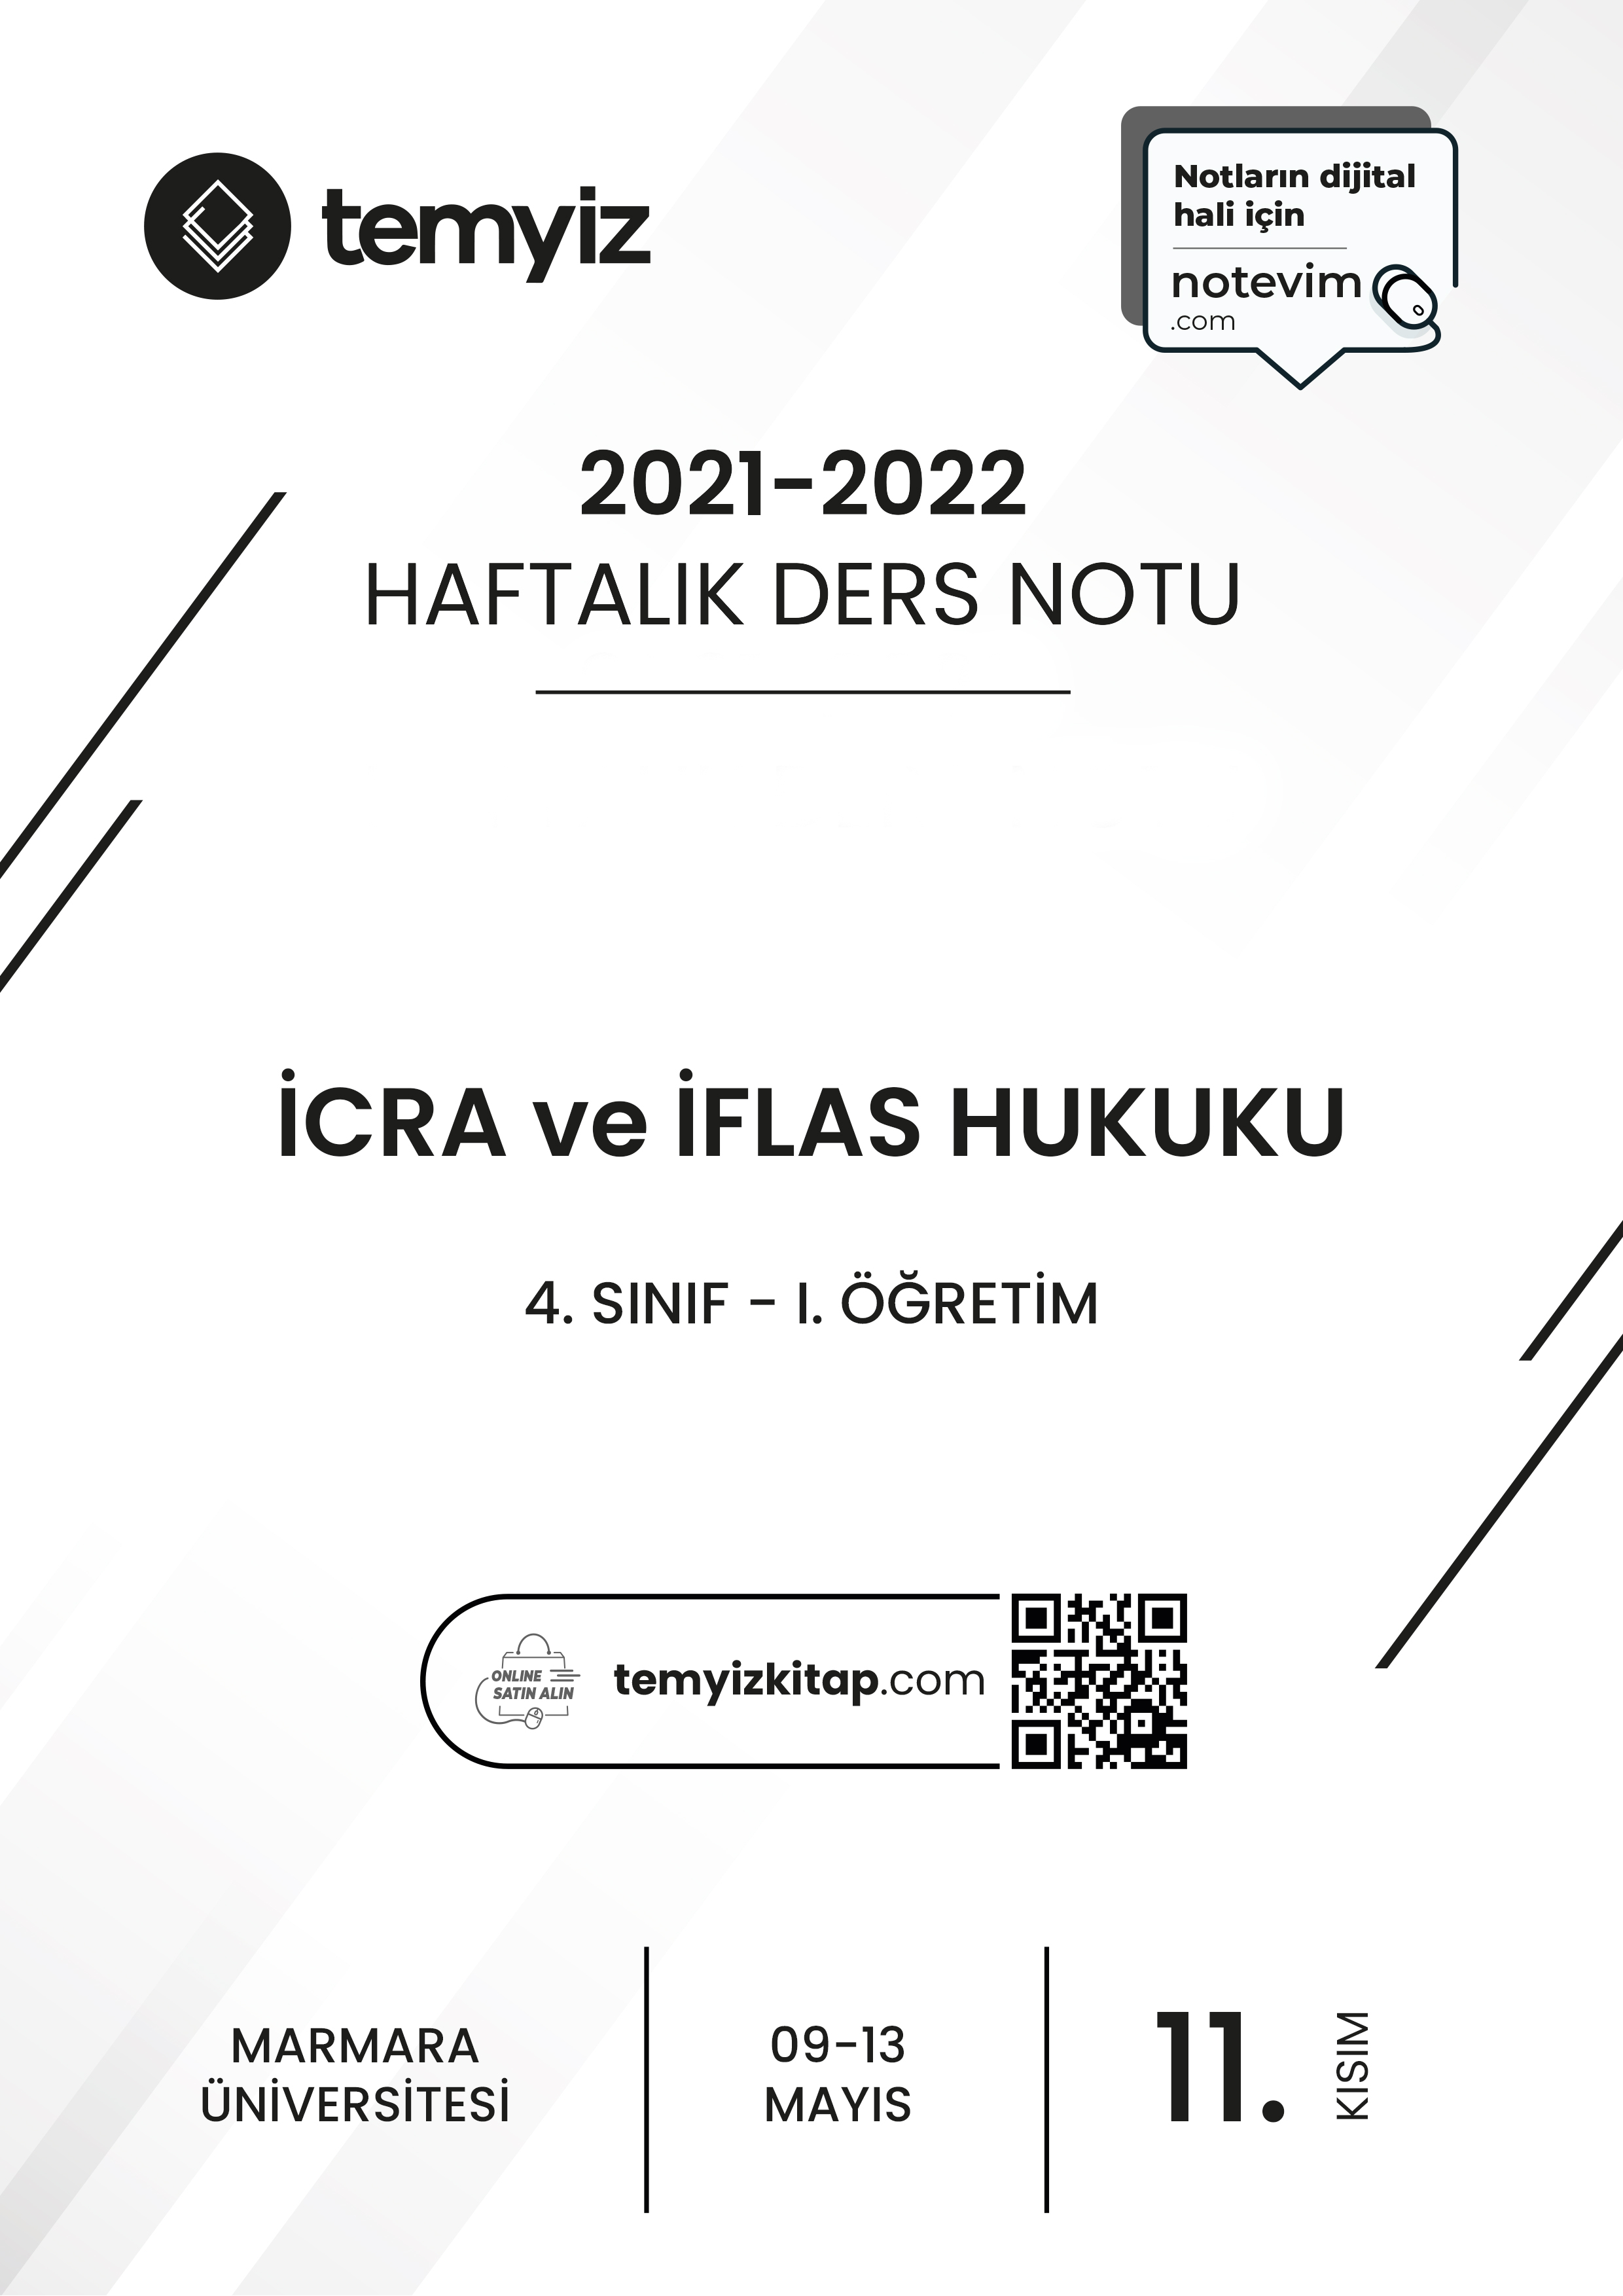 temyiz
Notların dijital
hali için
notevim
.com
2021-2022
HAFTALIK DERS NOTU
İCRA ve İFLAS HUKUKU
4. SINIF - I. ÖĞRETİM
ONLINE
SATIN ALIN
temyizkitap.com
MARMARA
ÜNİVERSİTESİ
09-13
MAYIS
11.
KISIM